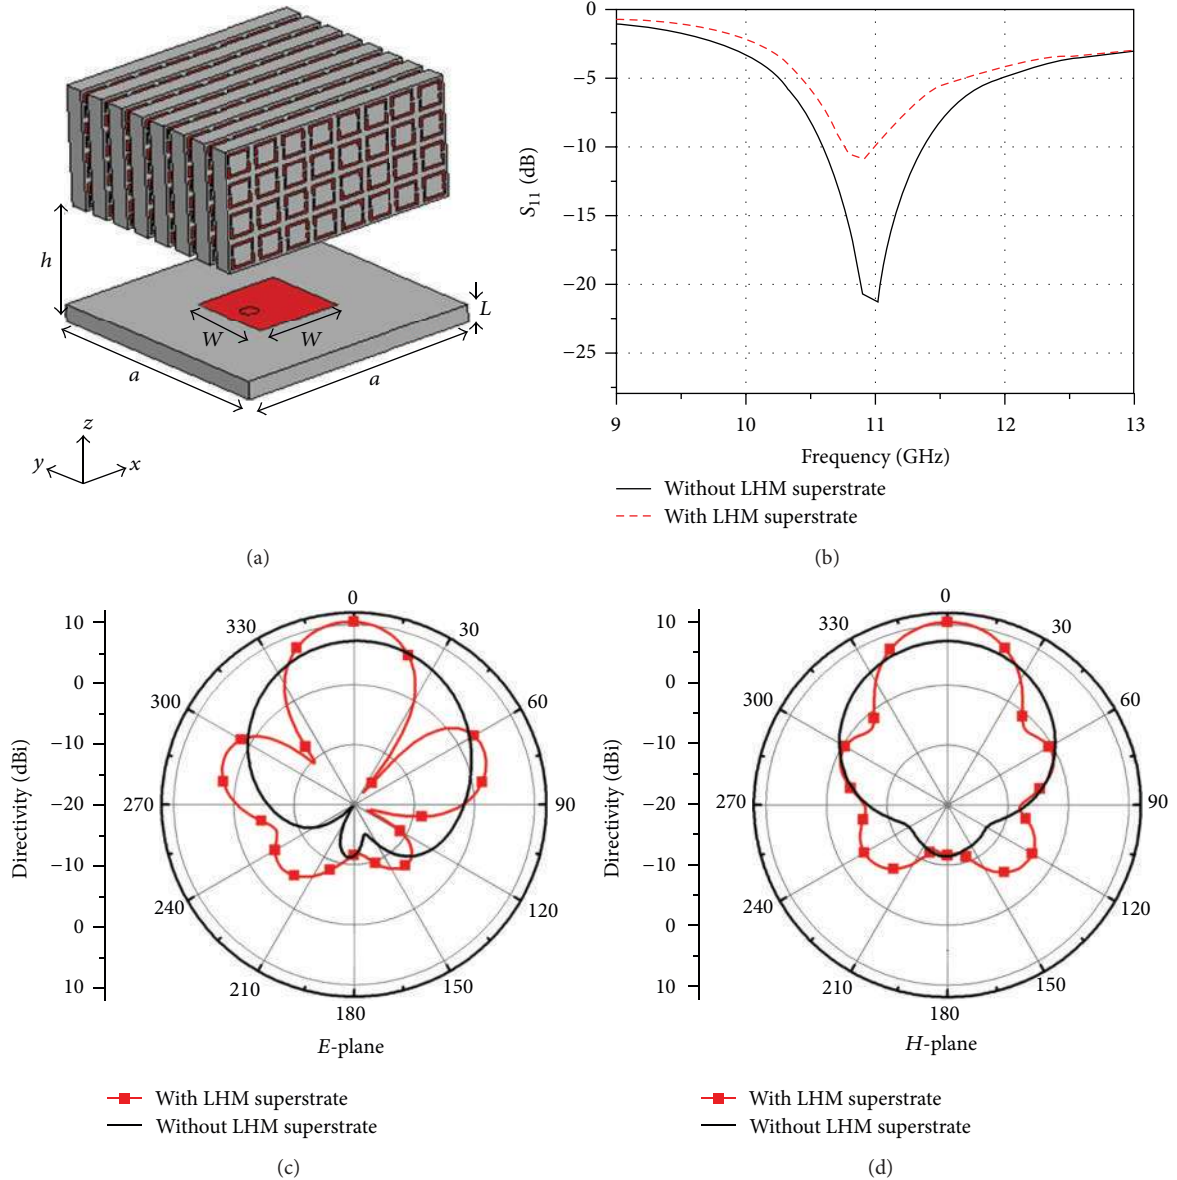 h
L
W
W
a
a
z
y
x
(a)
0
−5
−10
−15
−20
−25
S11 (dB)
9
10
11
12
13
Frequency (GHz)
Without LHM superstrate
With LHM superstrate
(b)
Directivity (dBi)
10
0
−10
−20
−10
0
10
0
30
60
90
120
150
180
210
240
270
300
330
E-plane
With LHM superstrate
Without LHM superstrate
(c)
Directivity (dBi)
10
0
−10
−20
−10
0
10
0
30
60
90
120
150
180
210
240
270
300
330
H-plane
With LHM superstrate
Without LHM superstrate
(d)